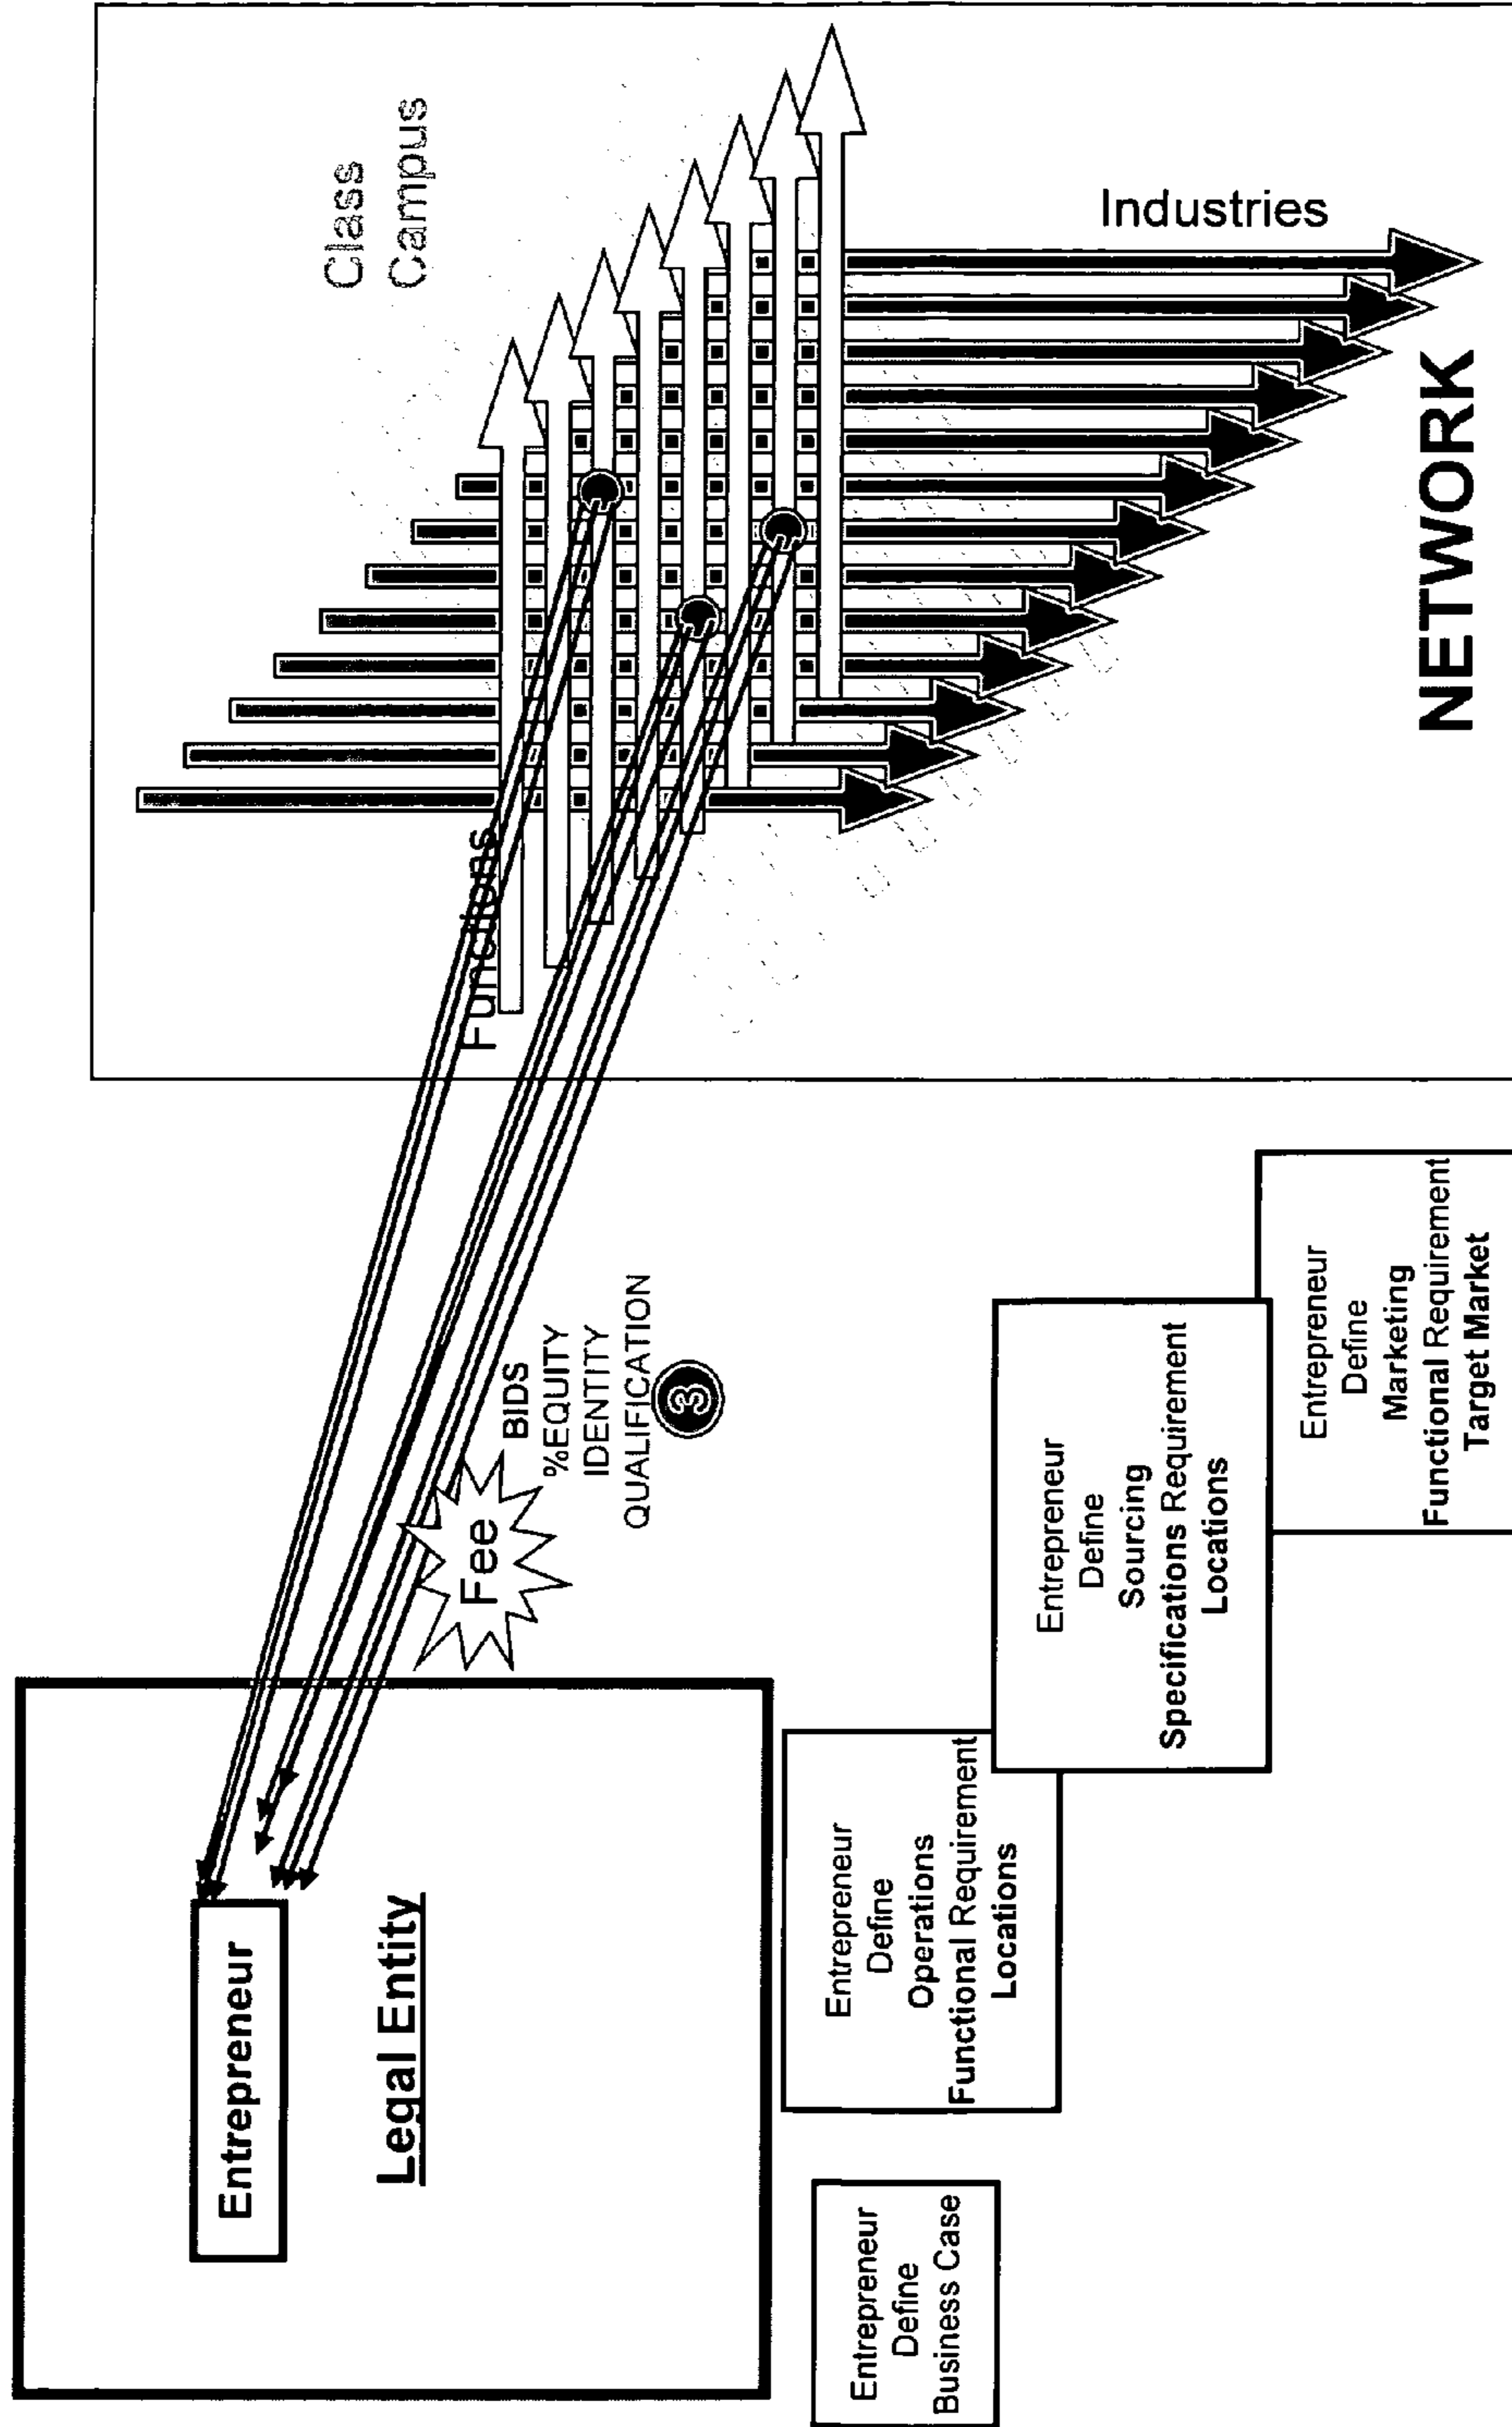 Entrepreneur
Legal Entity
Fee
BIDS
%EQUITY
IDENTITY
QUALIFICATION
3
Functions
Class
Campus
Industries
NETWORK
Entrepreneur
Define
Business Case
Entrepreneur
Define
Operations
Functional Requirement
Locations
Entrepreneur
Define
Sourcing
Specifications Requirement
Locations
Entrepreneur
Define
Marketing
Functional Requirement
Target Market